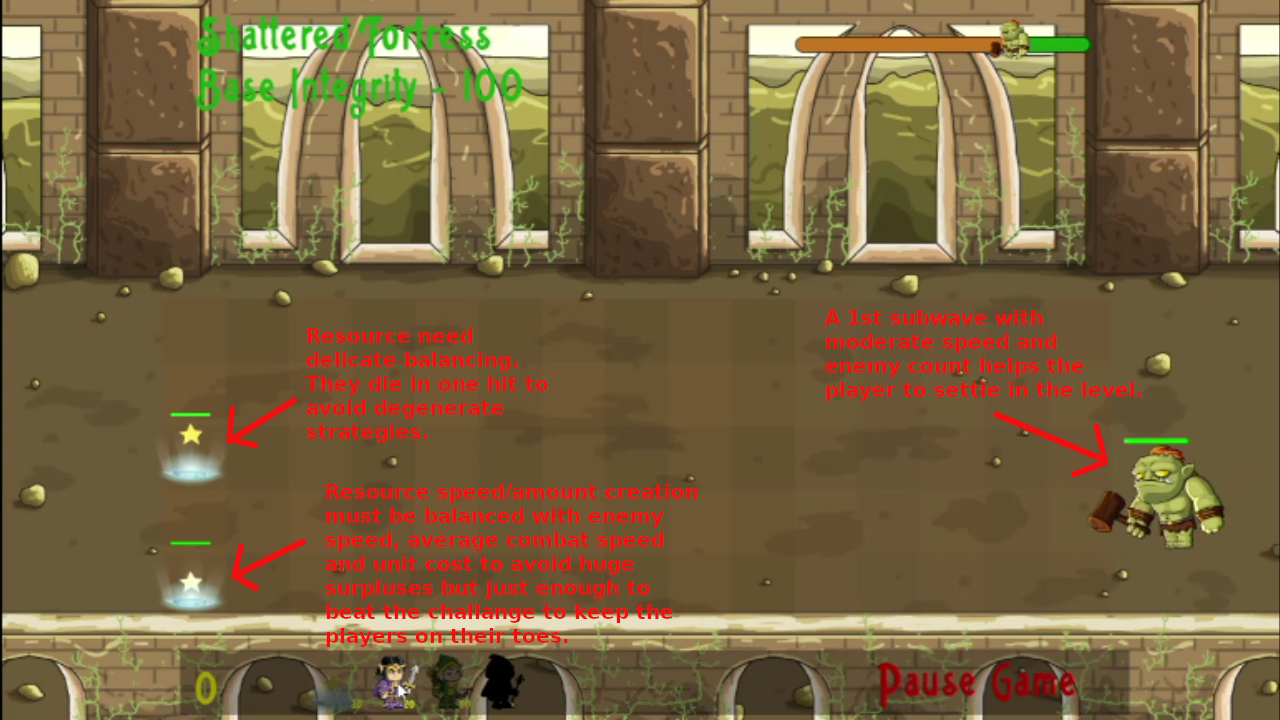 Shattered Fortress
Base Integrity - 100
A 1st subwave with
moderate speed and
enemy count helps the
player to settle in the level.
Resource need
delicate balancing.
They die in one hit to
avoid degenerate
strategies.
Resource speed/amount creation
must be balanced with enemy
speed, average combat speed
and unit cost to avoid huge
surpluses but just enough to
beat the challange to keep the
players on their toes.
0
20
Pause Game